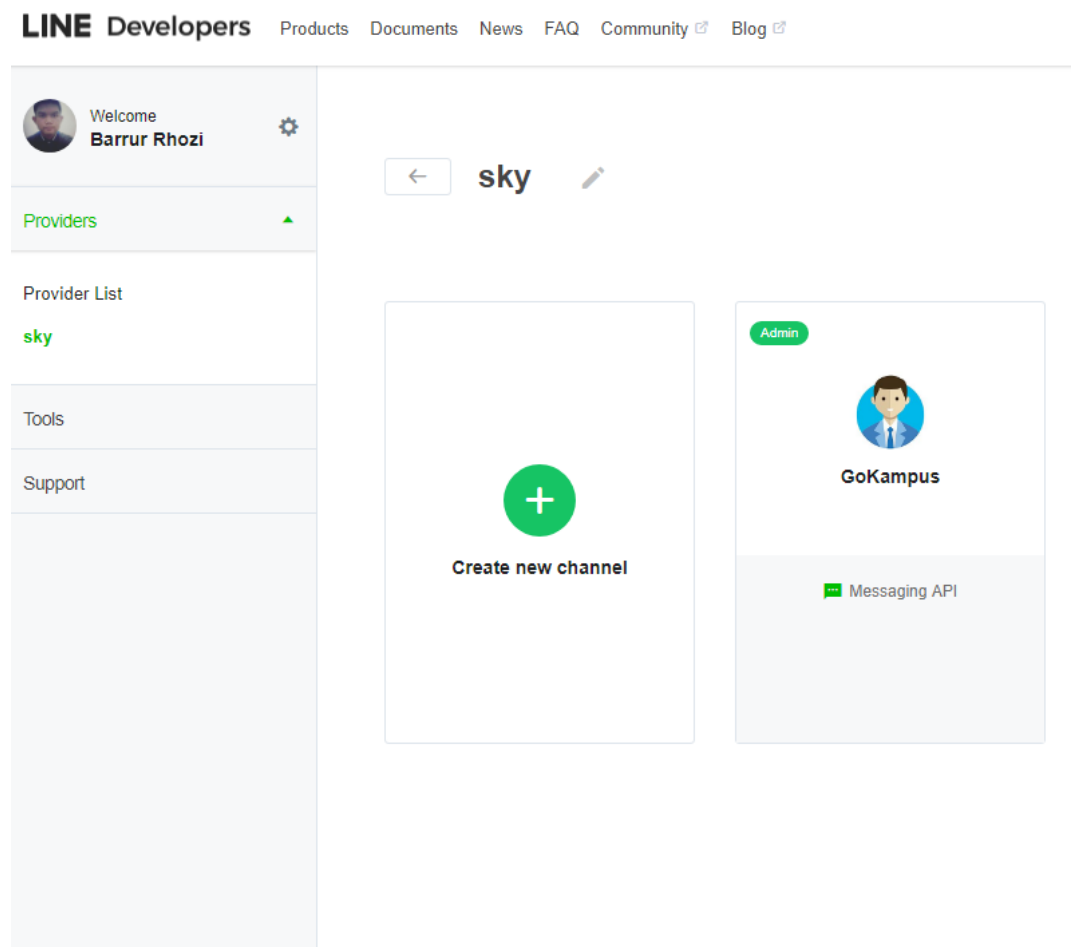 LINE Developers Products Documents News FAQ Community Blog
Welcome
Barrur Rhozi
sky
Providers
Provider List
sky
Tools
Support
Create new channel
Admin
GoKampus
Messaging API